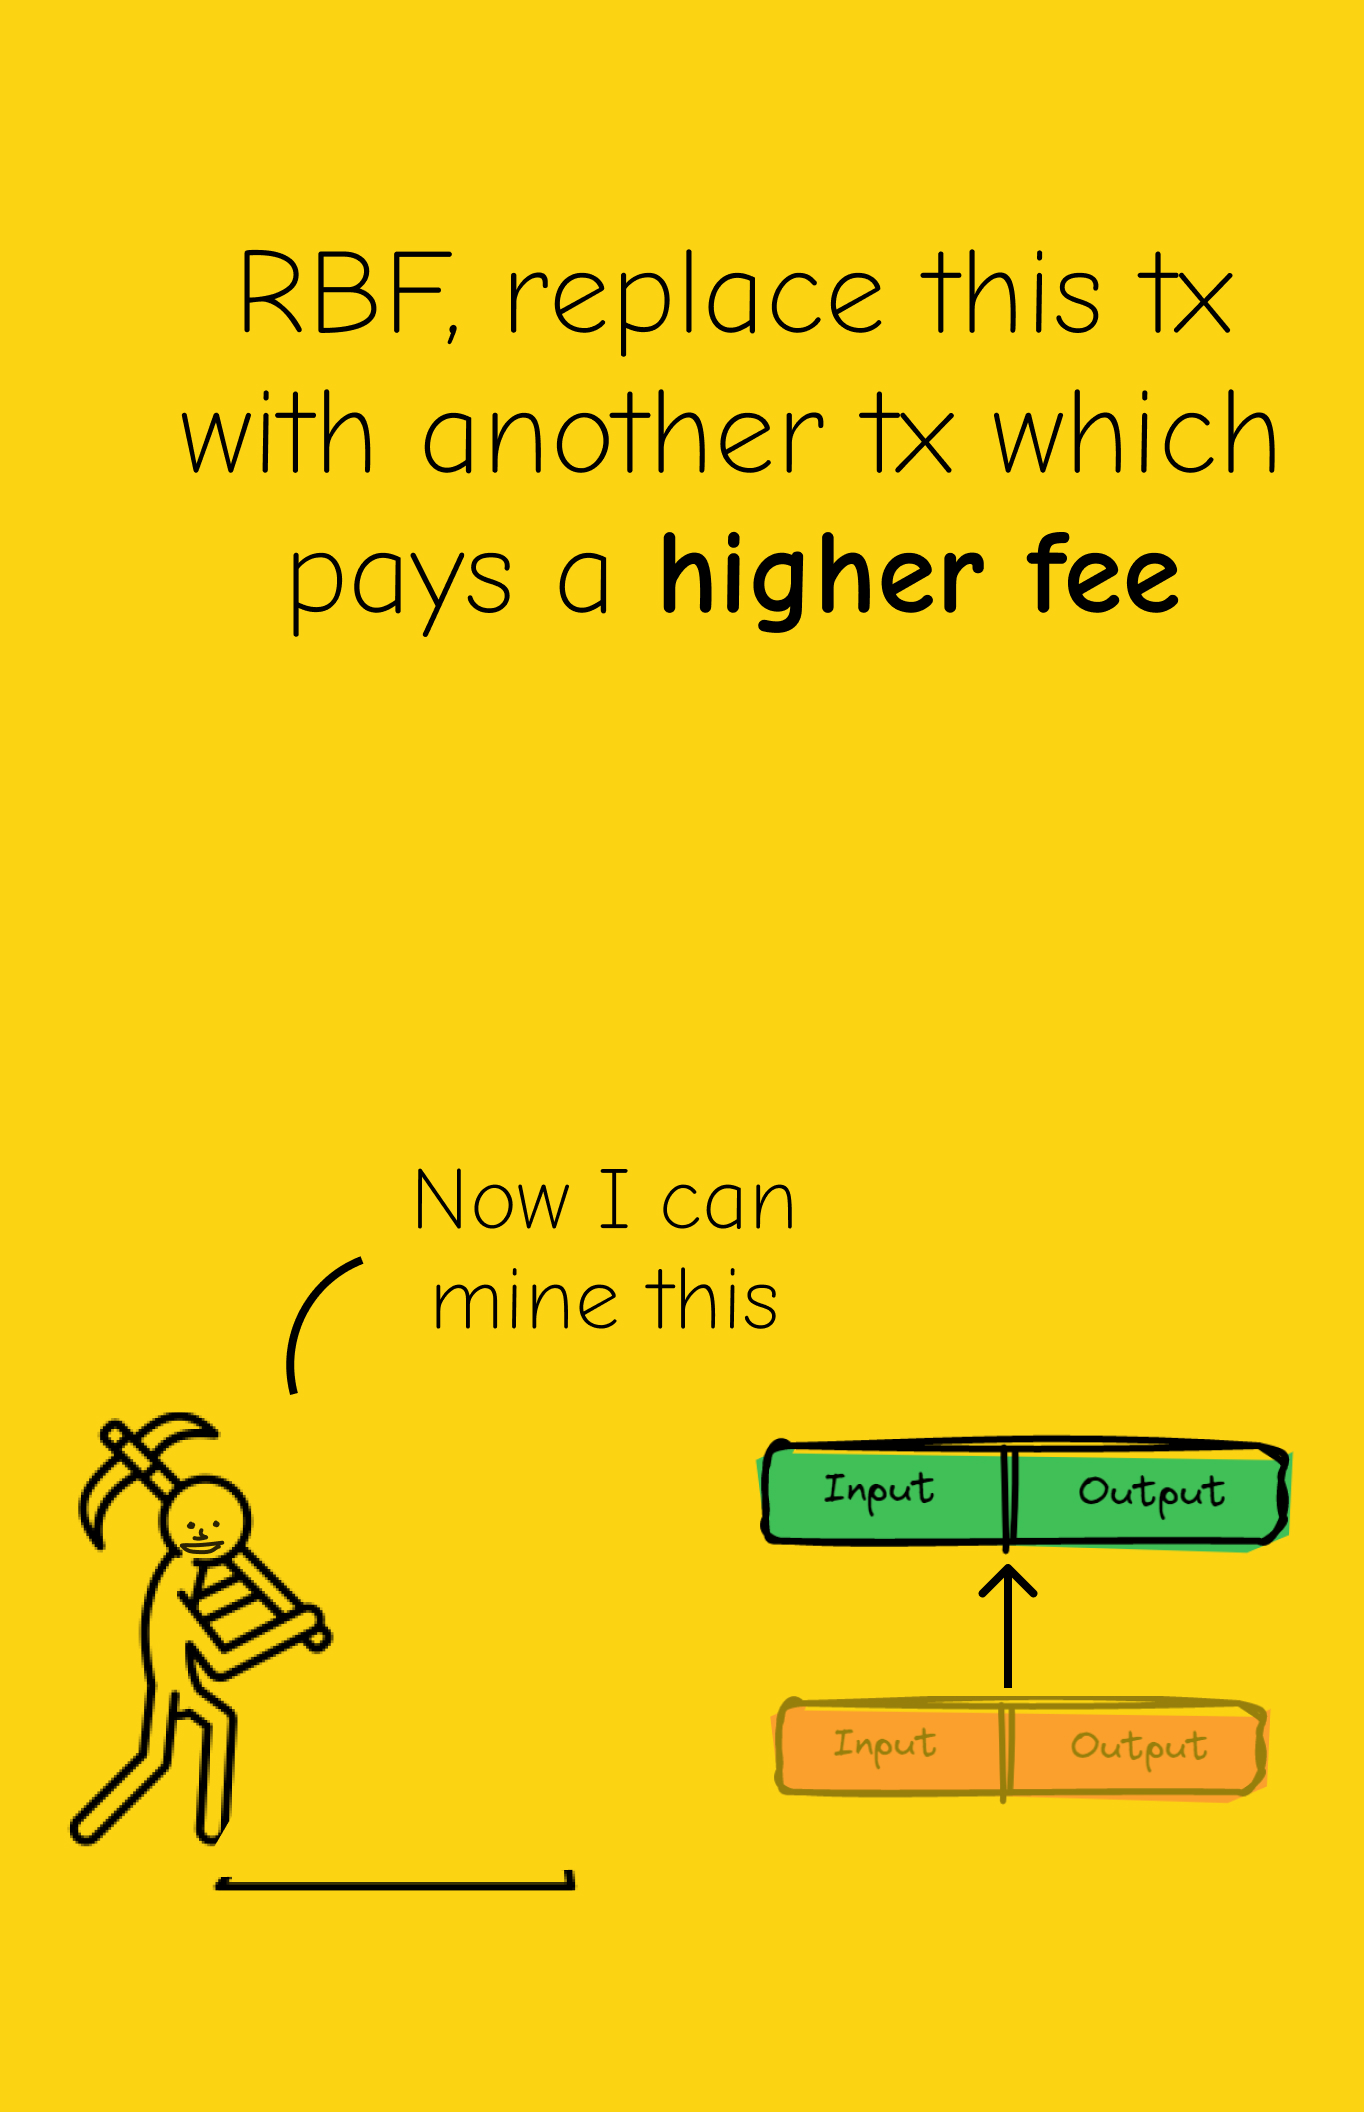 RBF, replace this tx
with another tx which
pays a higher fee
Now I can
mine this
Input Output
Input Output